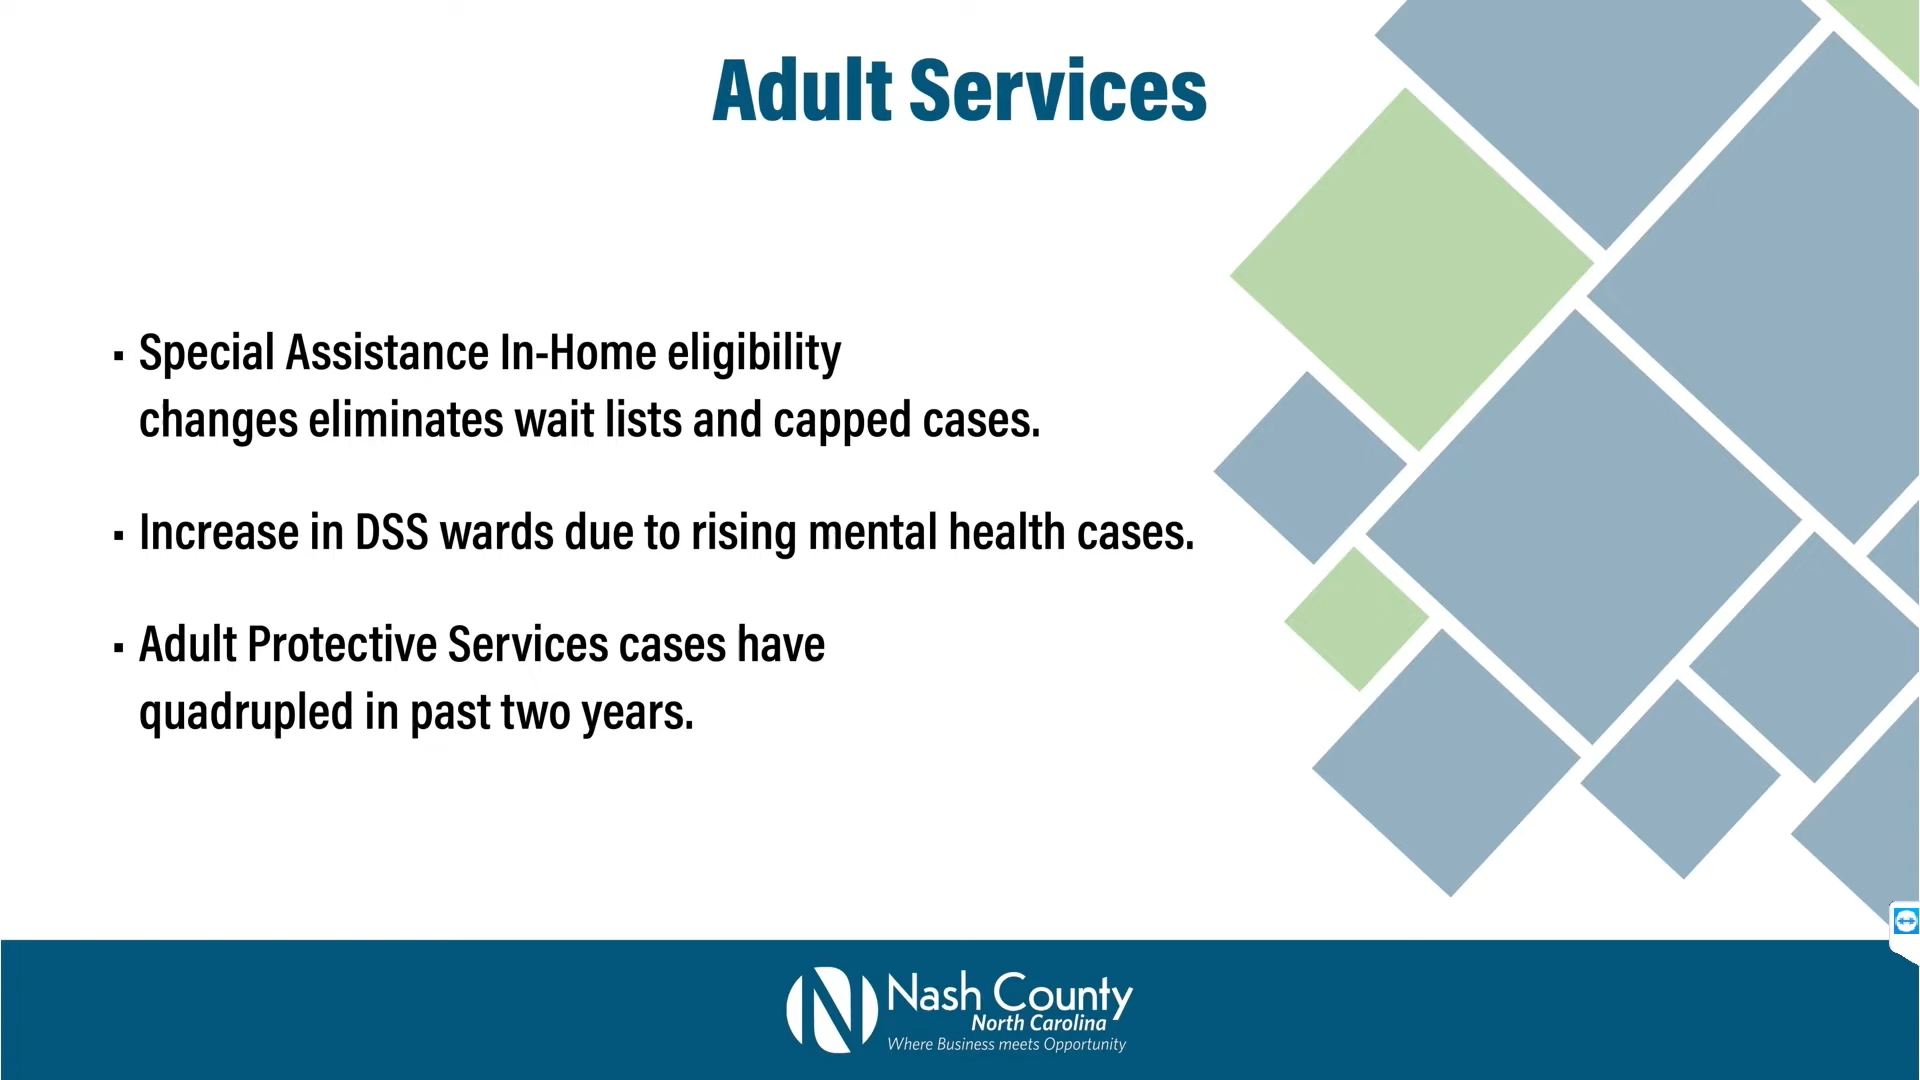 Adult Services
▪ Special Assistance In-Home eligibility
changes eliminates wait lists and capped cases.
▪ Increase in DSS wards due to rising mental health cases.
▪ Adult Protective Services cases have
quadrupled in past two years.
Nash County
North Carolina
Where Business meets Opportunity